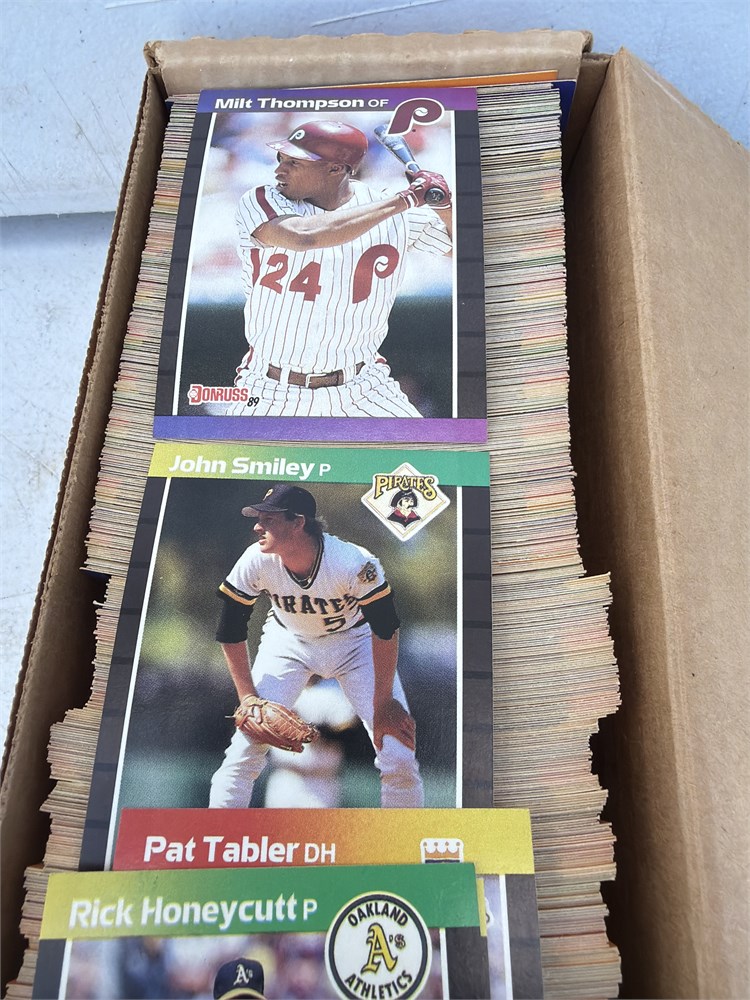 Milt Thompson OF
P
24 P
DONRUSS 89
John Smiley P
PIRATES
PIRATES
5
Pat Tabler DH
Rick Honeycutt P
OAKLAND
A's
ATHLETICS
A's